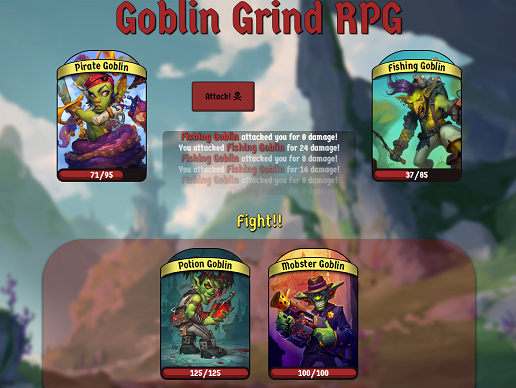 Goblin Grind RPG
Pirate Goblin
Fishing Goblin
Attack!
Fishing Goblin attacked you for 8 damage!
You attacked Fishing Goblin for 24 damage!
Fishing Goblin attacked you for 8 damage!
You attacked Fishing Goblin for 16 damage!
Fishing Goblin attacked you for 8 damage!
71/95
37/85
Fight!!
Potion Goblin
Mobster Goblin
125/125
100/100